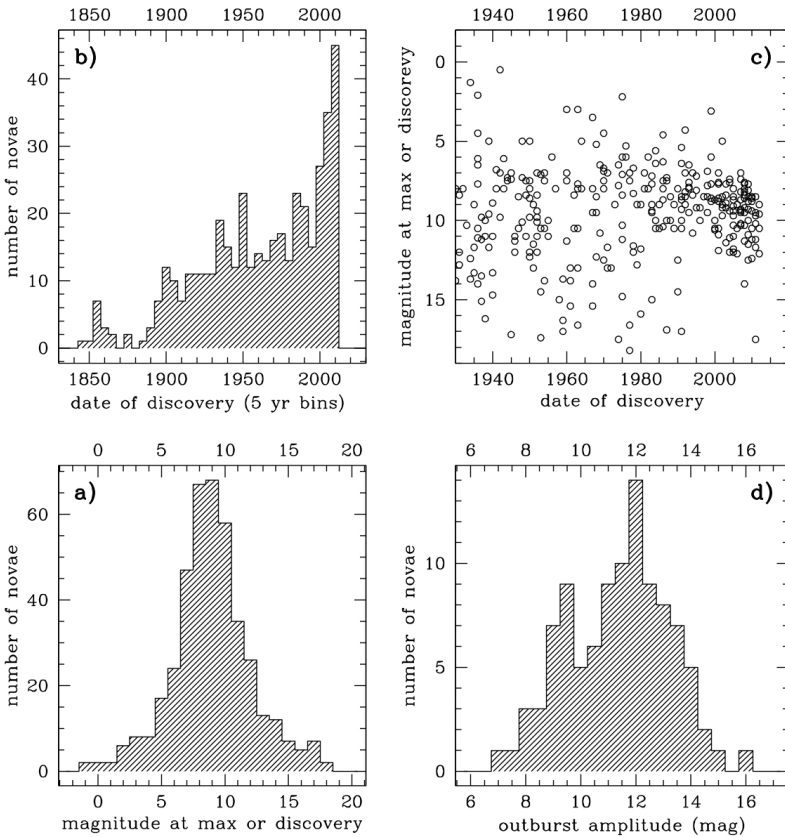 1850 1900 1950 2000
b)
number of novae
40
30
20
10
0
1850 1900 1950 2000
date of discovery (5 yr bins)
1940 1960 1980 2000
c)
magnitude at max or discorevy
0
5
10
15
1940 1960 1980 2000
date of discovery
0 5 10 15 20
a)
number of novae
60
40
20
0
0 5 10 15 20
magnitude at max or discovery
6 8 10 12 14 16
d)
number of novae
10
5
0
6 8 10 12 14 16
outburst amplitude (mag)